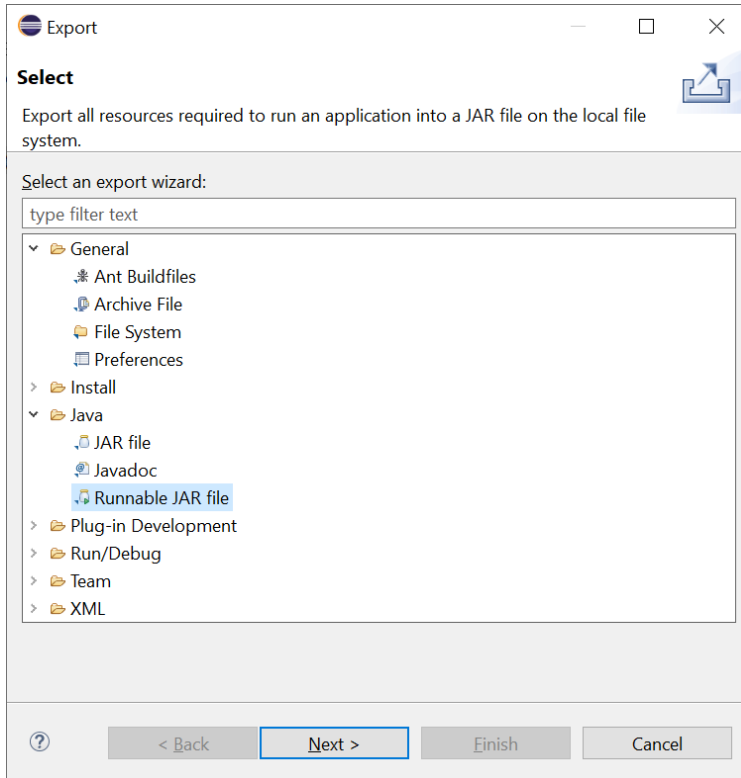 Export
Select
Export all resources required to run an application into a JAR file on the local file
system.
Select an export wizard:
type filter text
General
Ant Buildfiles
Archive File
File System
Preferences
Install
Java
JAR file
Javadoc
Runnable JAR file
Plug-in Development
Run/Debug
Team
XML
? < Back Next > Finish Cancel